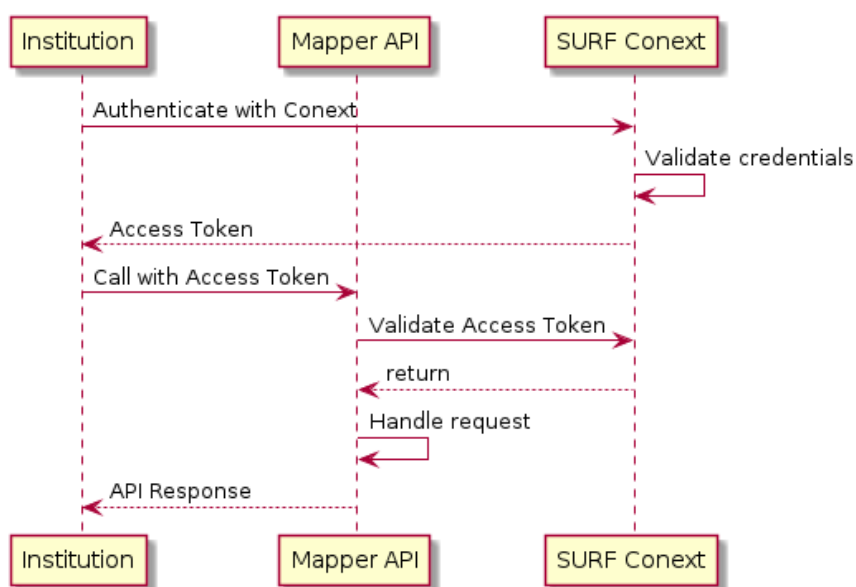 Institution
Mapper API
SURF Conext
Authenticate with Conext
Validate credentials
Access Token
Call with Access Token
Validate Access Token
return
Handle request
API Response
Institution
Mapper API
SURF Conext